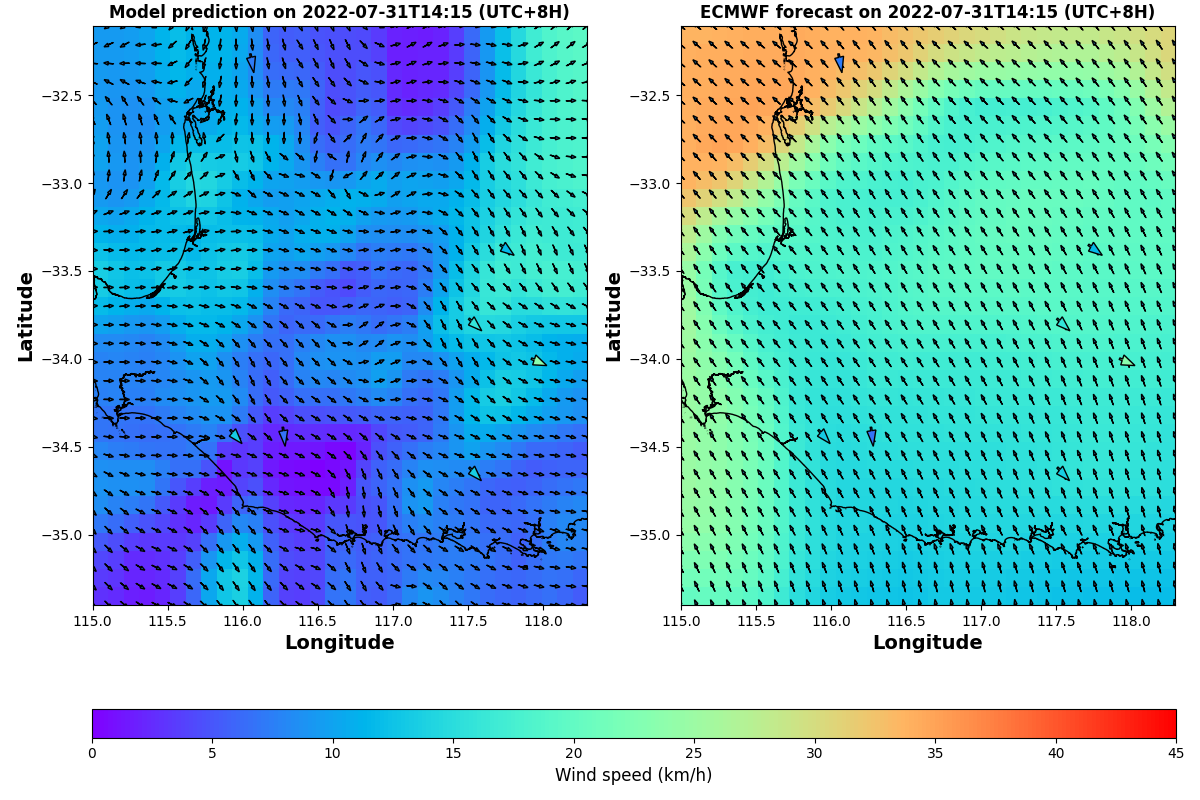 Model prediction on 2022-07-31T14:15 (UTC+8H)
ECMWF forecast on 2022-07-31T14:15 (UTC+8H)
−32.5
−33.0
−33.5
−34.0
−34.5
−35.0
Latitude
115.0 115.5 116.0 116.5 117.0 117.5 118.0
Longitude
−32.5
−33.0
−33.5
−34.0
−34.5
−35.0
Latitude
115.0 115.5 116.0 116.5 117.0 117.5 118.0
Longitude
0 5 10 15 20 25 30 35 40 45
Wind speed (km/h)